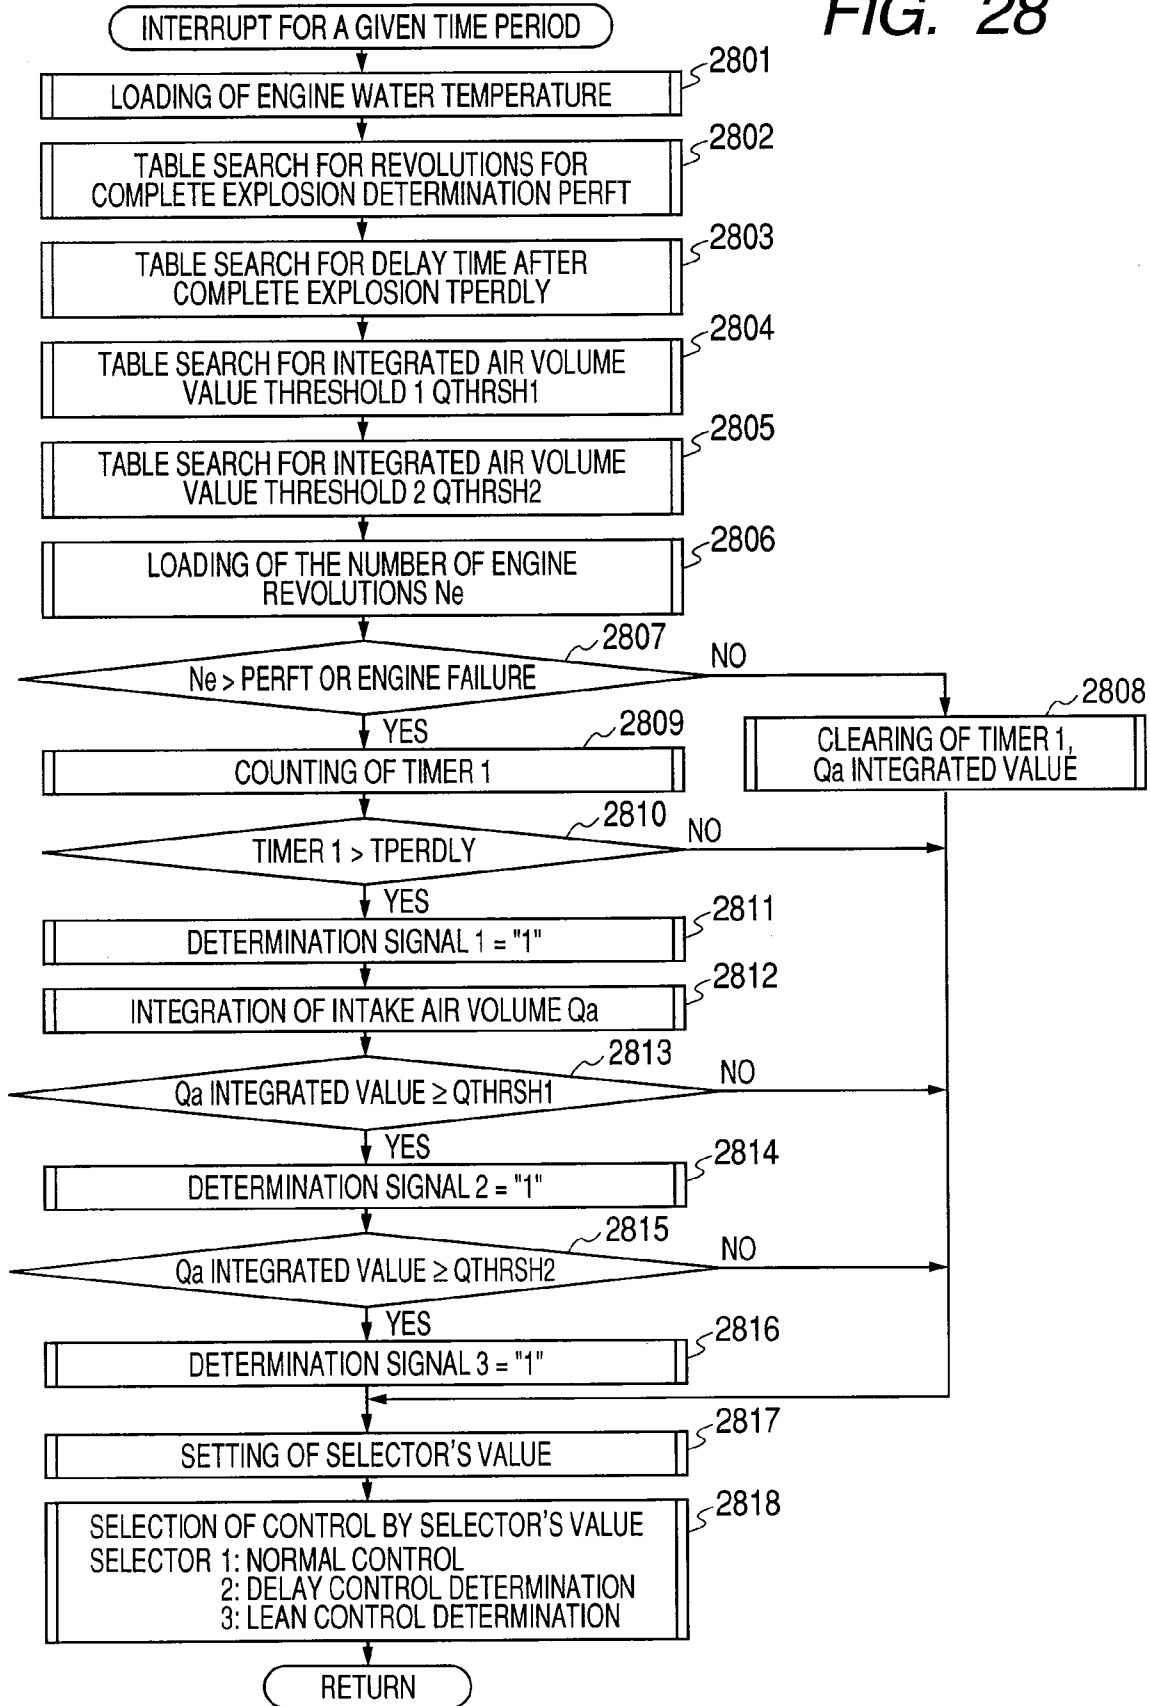 FIG. 28
INTERRUPT FOR A GIVEN TIME PERIOD
2801
LOADING OF ENGINE WATER TEMPERATURE
2802
TABLE SEARCH FOR REVOLUTIONS FOR
COMPLETE EXPLOSION DETERMINATION PERFT
2803
TABLE SEARCH FOR DELAY TIME AFTER
COMPLETE EXPLOSION TPERDLY
2804
TABLE SEARCH FOR INTEGRATED AIR VOLUME
VALUE THRESHOLD 1 QTHRSH1
2805
TABLE SEARCH FOR INTEGRATED AIR VOLUME
VALUE THRESHOLD 2 QTHRSH2
2806
LOADING OF THE NUMBER OF ENGINE
REVOLUTIONS Ne
2807
Ne > PERFT OR ENGINE FAILURE
NO
YES
2808
CLEARING OF TIMER 1,
Qa INTEGRATED VALUE
2809
COUNTING OF TIMER 1
2810
TIMER 1 > TPERDLY
NO
YES
2811
DETERMINATION SIGNAL 1 = "1"
2812
INTEGRATION OF INTAKE AIR VOLUME Qa
2813
Qa INTEGRATED VALUE ≥ QTHRSH1
NO
YES
2814
DETERMINATION SIGNAL 2 = "1"
2815
Qa INTEGRATED VALUE ≥ QTHRSH2
NO
YES
2816
DETERMINATION SIGNAL 3 = "1"
2817
SETTING OF SELECTOR'S VALUE
2818
SELECTION OF CONTROL BY SELECTOR'S VALUE
SELECTOR 1: NORMAL CONTROL
2: DELAY CONTROL DETERMINATION
3: LEAN CONTROL DETERMINATION
RETURN